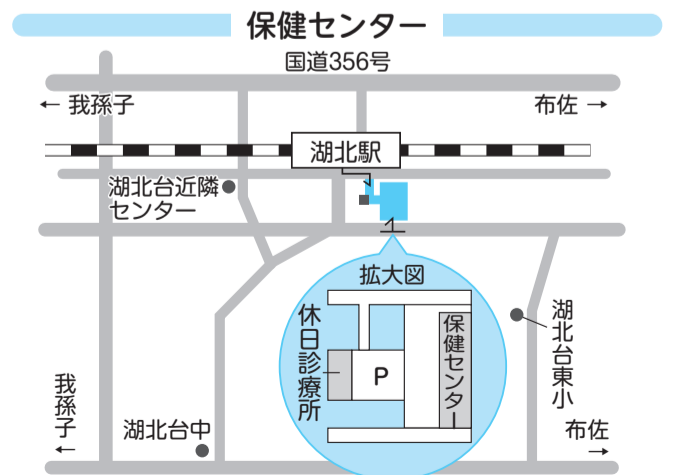 保健センター
国道356号
← 我孫子
布佐 →
湖北駅
湖北台近隣
センター
拡大図
休日診療所
P
保健センター
湖北台東小
我孫子
←
湖北台中
布佐
→